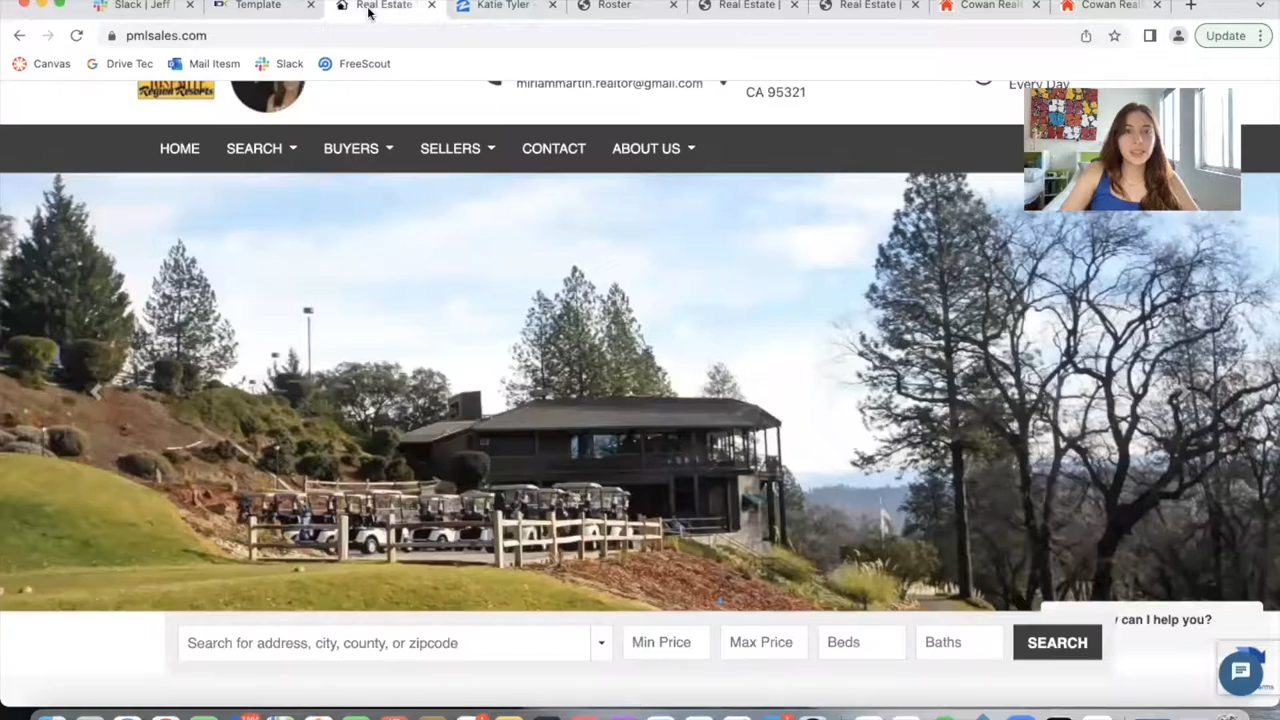 Slack | Jeff
Template
Real Estate
Katie Tyler -
Roster
Real Estate |
Real Estate |
Cowan Real
Cowan Real
pmlsales.com
Update
Canvas
Drive Tec
Mail Itesm
Slack
FreeScout
Region Resorts
miriammartin.realtor@gmail.com
CA 95321
Every Day
HOME
SEARCH
BUYERS
SELLERS
CONTACT
ABOUT US
can I help you?
Search for address, city, county, or zipcode
Min Price
Max Price
Beds
Baths
SEARCH